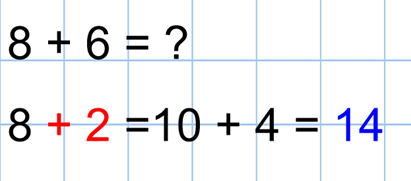 8 + 6 = ?
8 + 2 =10 + 4 = 14